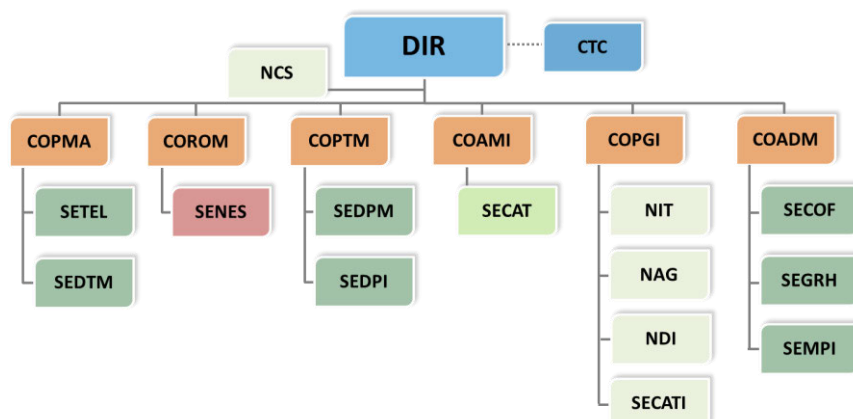 DIR
CTC
NCS
COPMA
COROM
COPTM
COAMI
COPGI
COADM
SETEL
SENES
SEDPM
SECAT
NIT
SECOF
SEDTM
SEDPI
NAG
SEGRH
NDI
SEMPI
SECATI